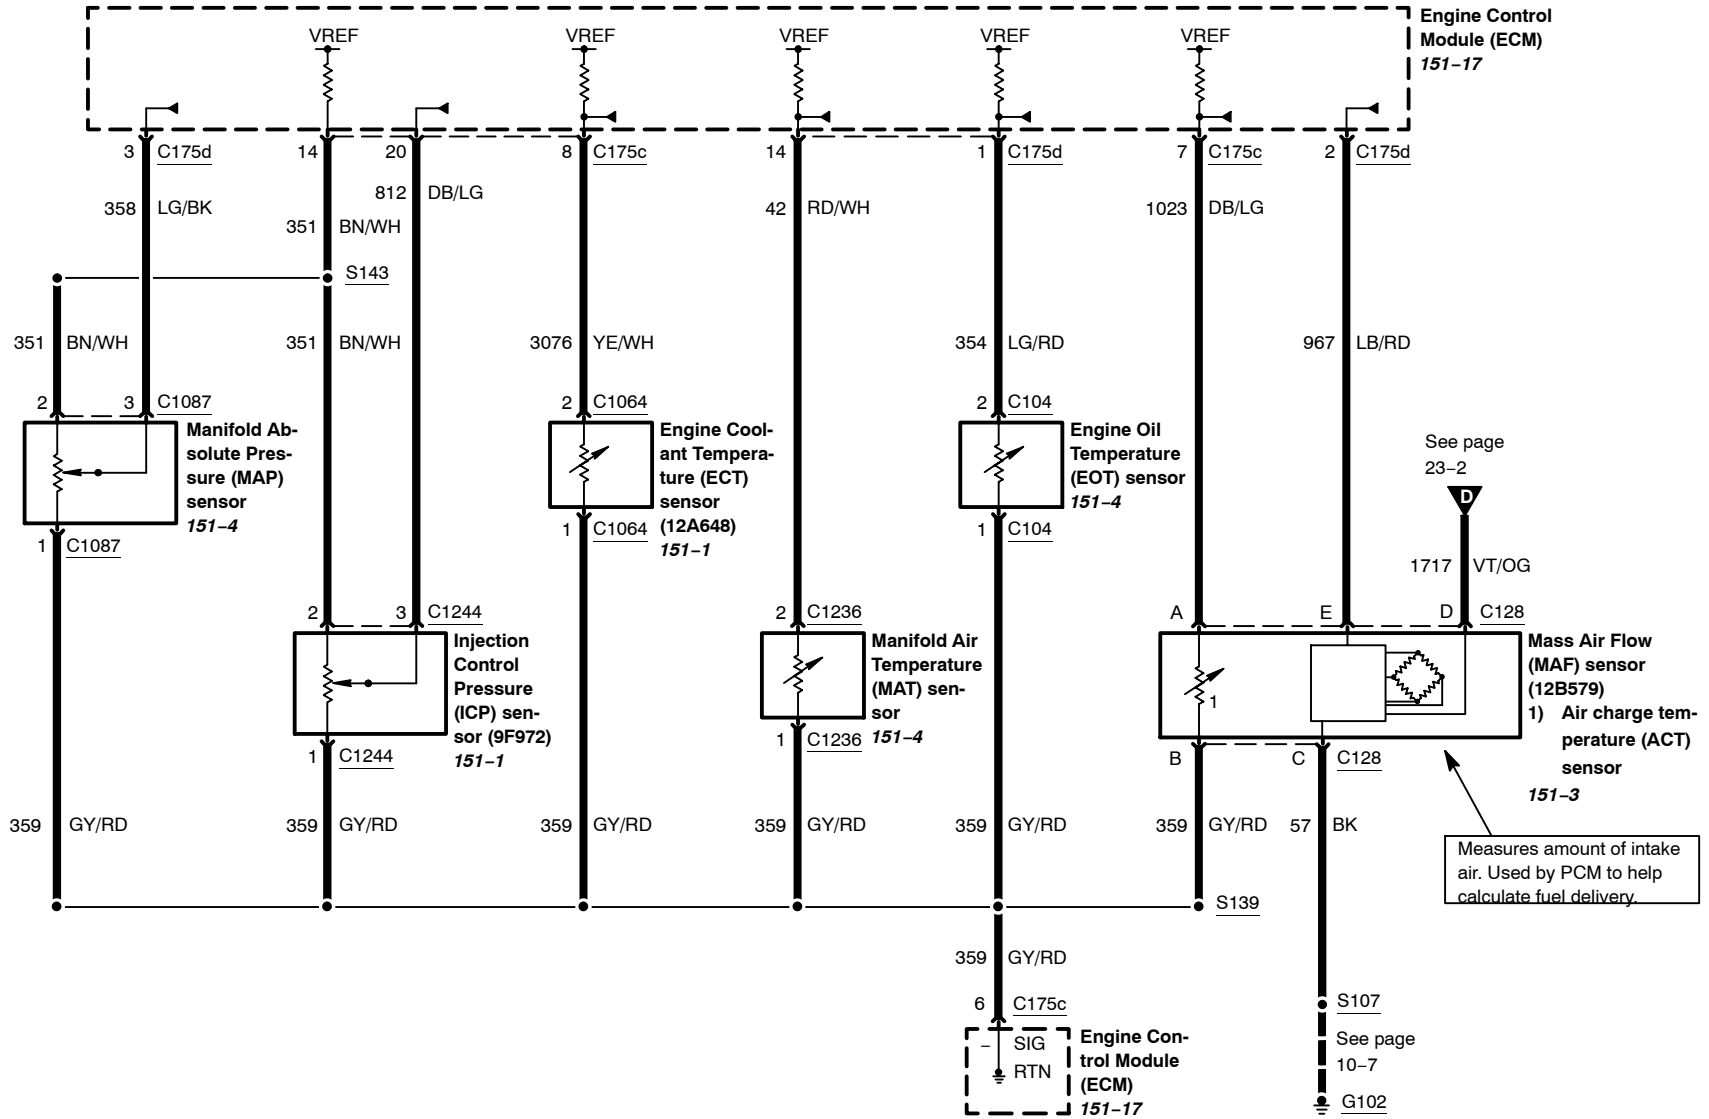 Engine Control
Module (ECM)
151–17
VREF
VREF
VREF
VREF
VREF
3 C175d
14
20
8 C175c
14
1 C175d
7 C175c
2 C175d
812 DB/LG
358 LG/BK
42 RD/WH
1023 DB/LG
351 BN/WH
S143
351 BN/WH
351 BN/WH
3076 YE/WH
354 LG/RD
967 LB/RD
2
3 C1087
2 C1064
2 C104
Manifold Ab-
solute Pres-
sure (MAP)
sensor
151–4
Engine Cool-
ant Tempera-
ture (ECT)
sensor
(12A648)
151–1
Engine Oil
Temperature
(EOT) sensor
151–4
See page
23–2
D
1 C1087
1 C1064
1 C104
1717 VT/OG
2
3 C1244
2 C1236
A
E
D C128
Injection
Control
Pressure
(ICP) sen-
sor (9F972)
151–1
Manifold Air
Temperature
(MAT) sen-
sor
151–4
1
Mass Air Flow
(MAF) sensor
(12B579)
1) Air charge tem-
perature (ACT)
sensor
151–3
1 C1244
1 C1236
B
C C128
359 GY/RD
359 GY/RD
359 GY/RD
359 GY/RD
359 GY/RD
359 GY/RD
57 BK
Measures amount of intake
air. Used by PCM to help
calculate fuel delivery.
S139
359 GY/RD
6 C175c
S107
– SIG
RTN
Engine Con-
trol Module
(ECM)
151–17
See page
10–7
G102